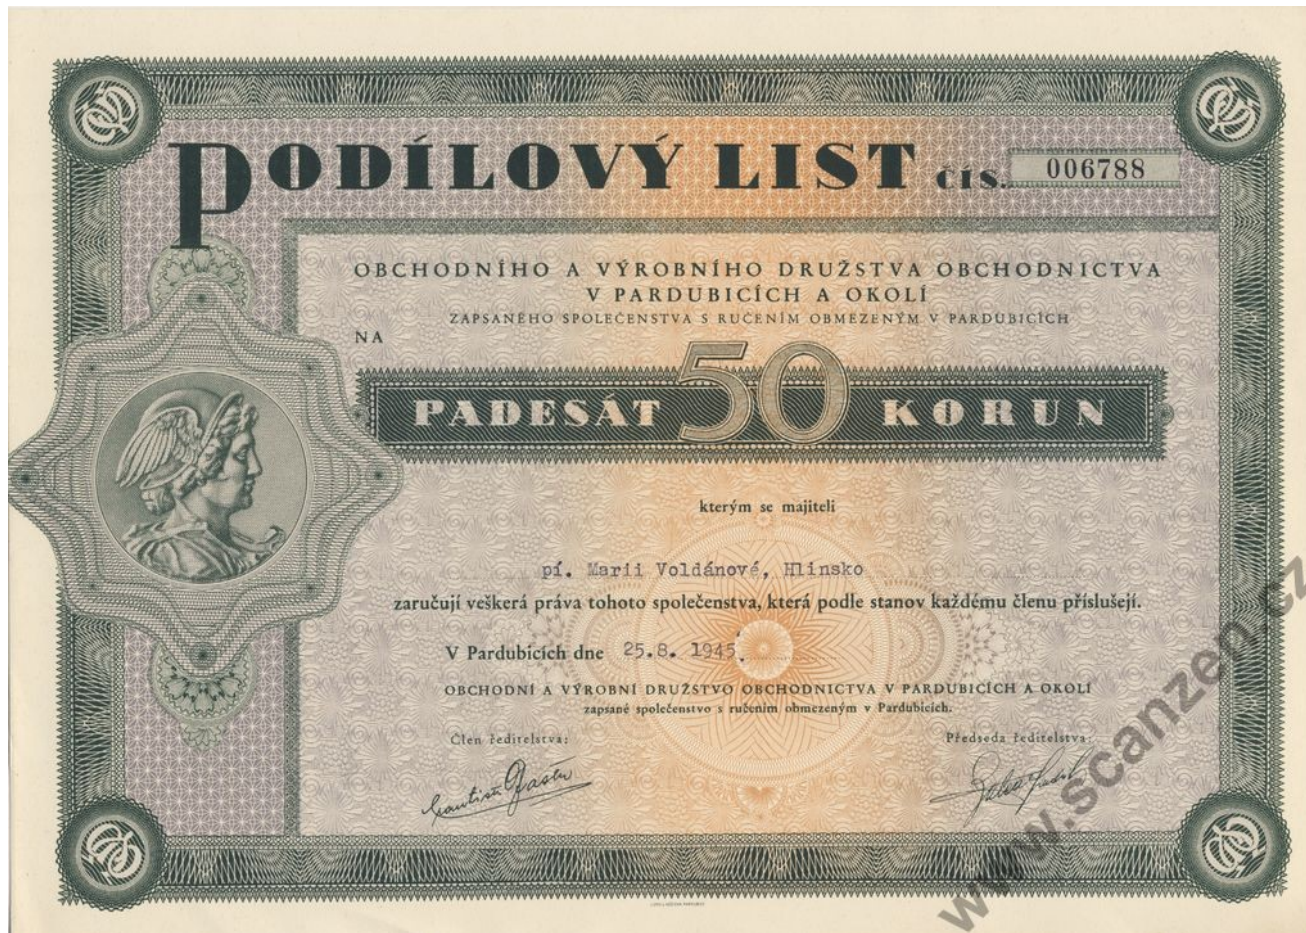 PODÍLOVÝ LIST čís. 006788
OBCHODNÍHO A VÝROBNÍHO DRUŽSTVA OBCHODNICTVA
V PARDUBICÍCH A OKOLÍ
ZAPSANÉHO SPOLEČENSTVA S RUČENÍM OBMEZENÝM V PARDUBICÍCH
NA
PADESÁT 50 KORUN
kterým se majiteli
pí. Marii Voldánové, Hlinsko
zaručují veškerá práva tohoto společenstva, která podle stanov každému členu příslušejí.
V Pardubicích dne 25.8. 1945.
OBCHODNÍ A VÝROBNÍ DRUŽSTVO OBCHODNICTVA V PARDUBICÍCH A OKOLÍ
zapsané společenstvo s ručením obmezeným v Pardubicích.
Člen ředitelstva: Předseda ředitelstva:
www.scanzen.cz